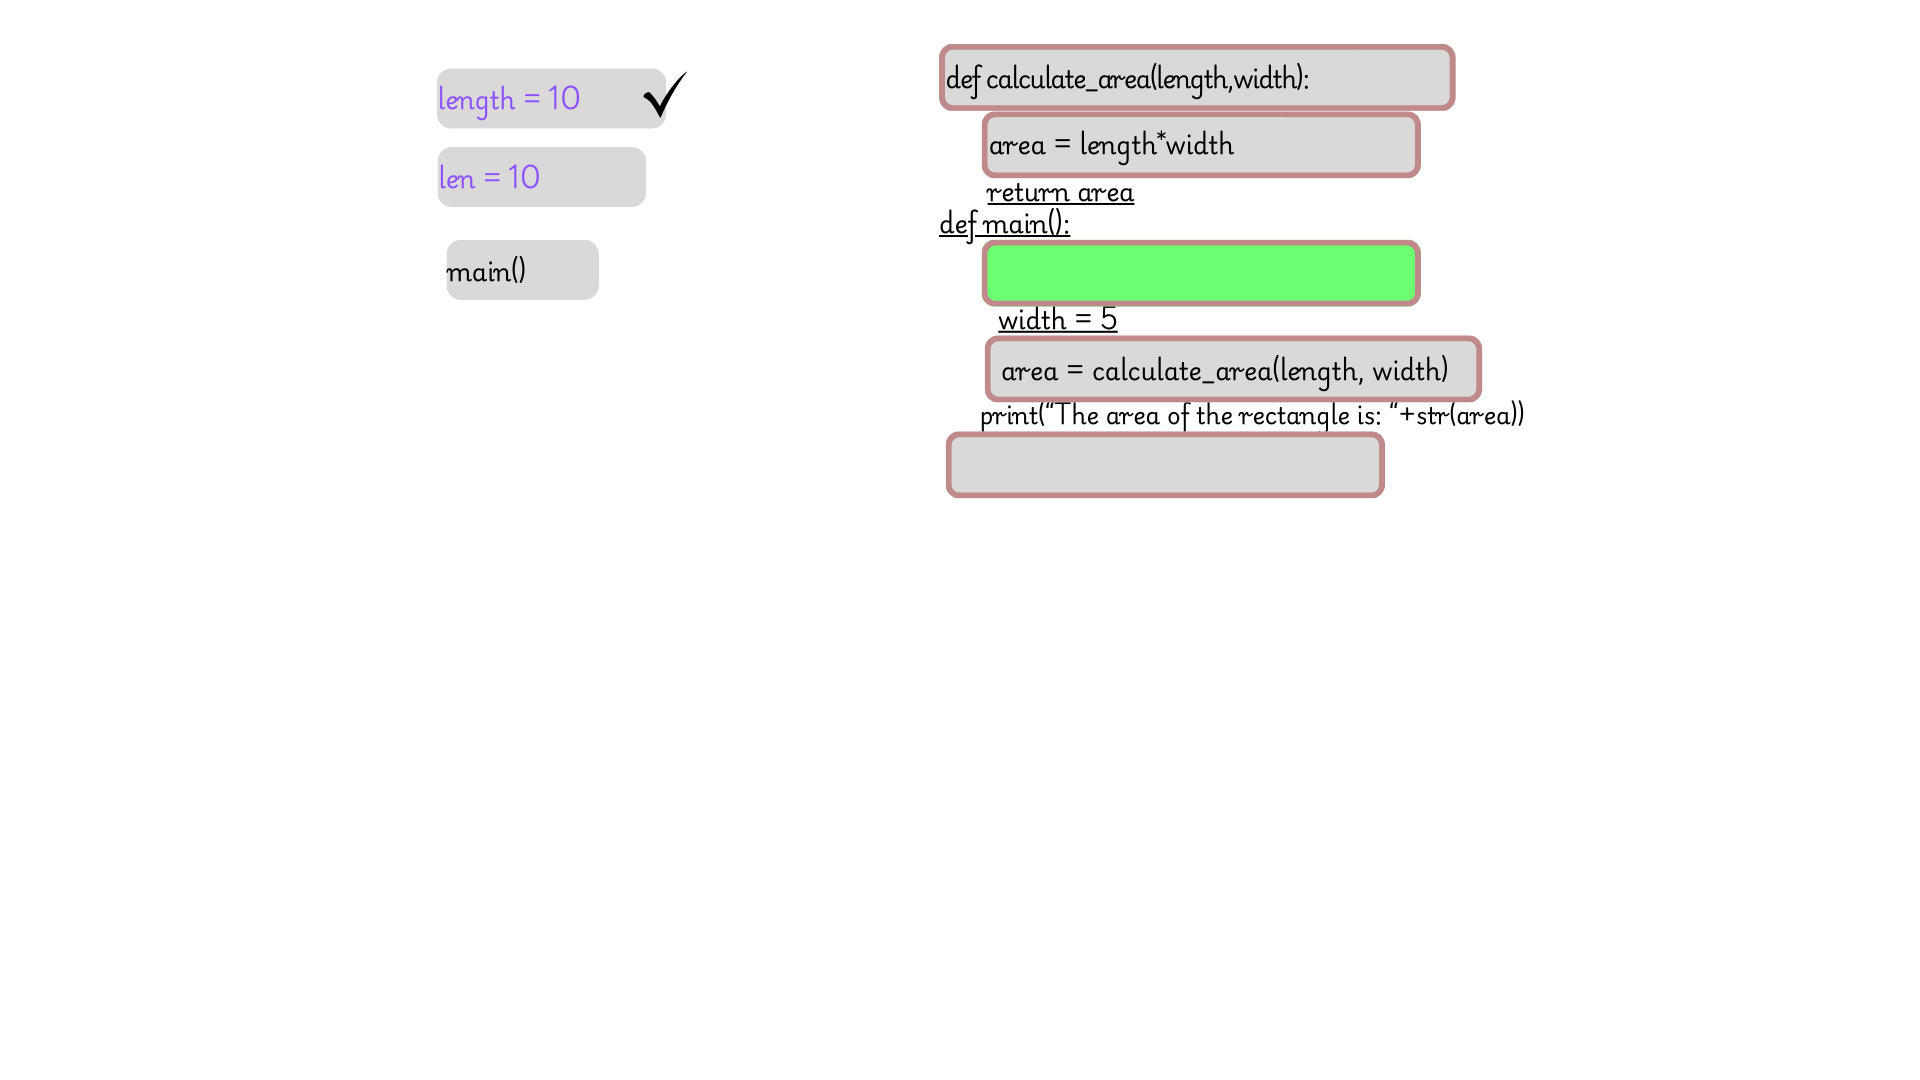 length = 10
len = 10
main()
def calculate_area(length,width):
area = length*width
return area
def main():
width = 5
area = calculate_area(length, width)
print(“The area of the rectangle is: “+str(area))